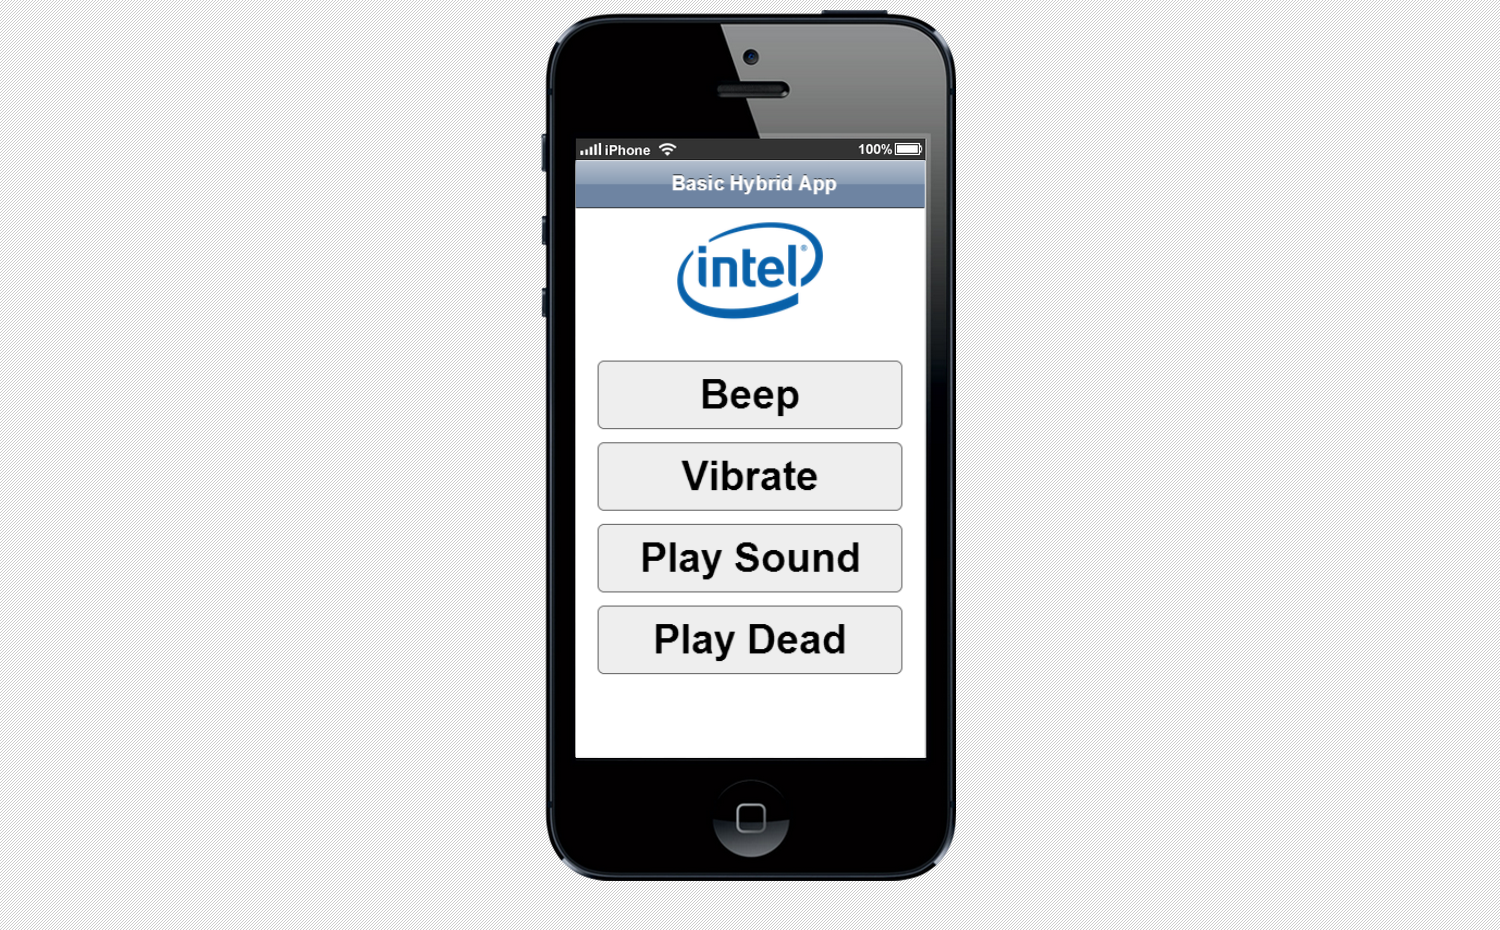 iPhone 100%
Basic Hybrid App
intel®
Beep
Vibrate
Play Sound
Play Dead